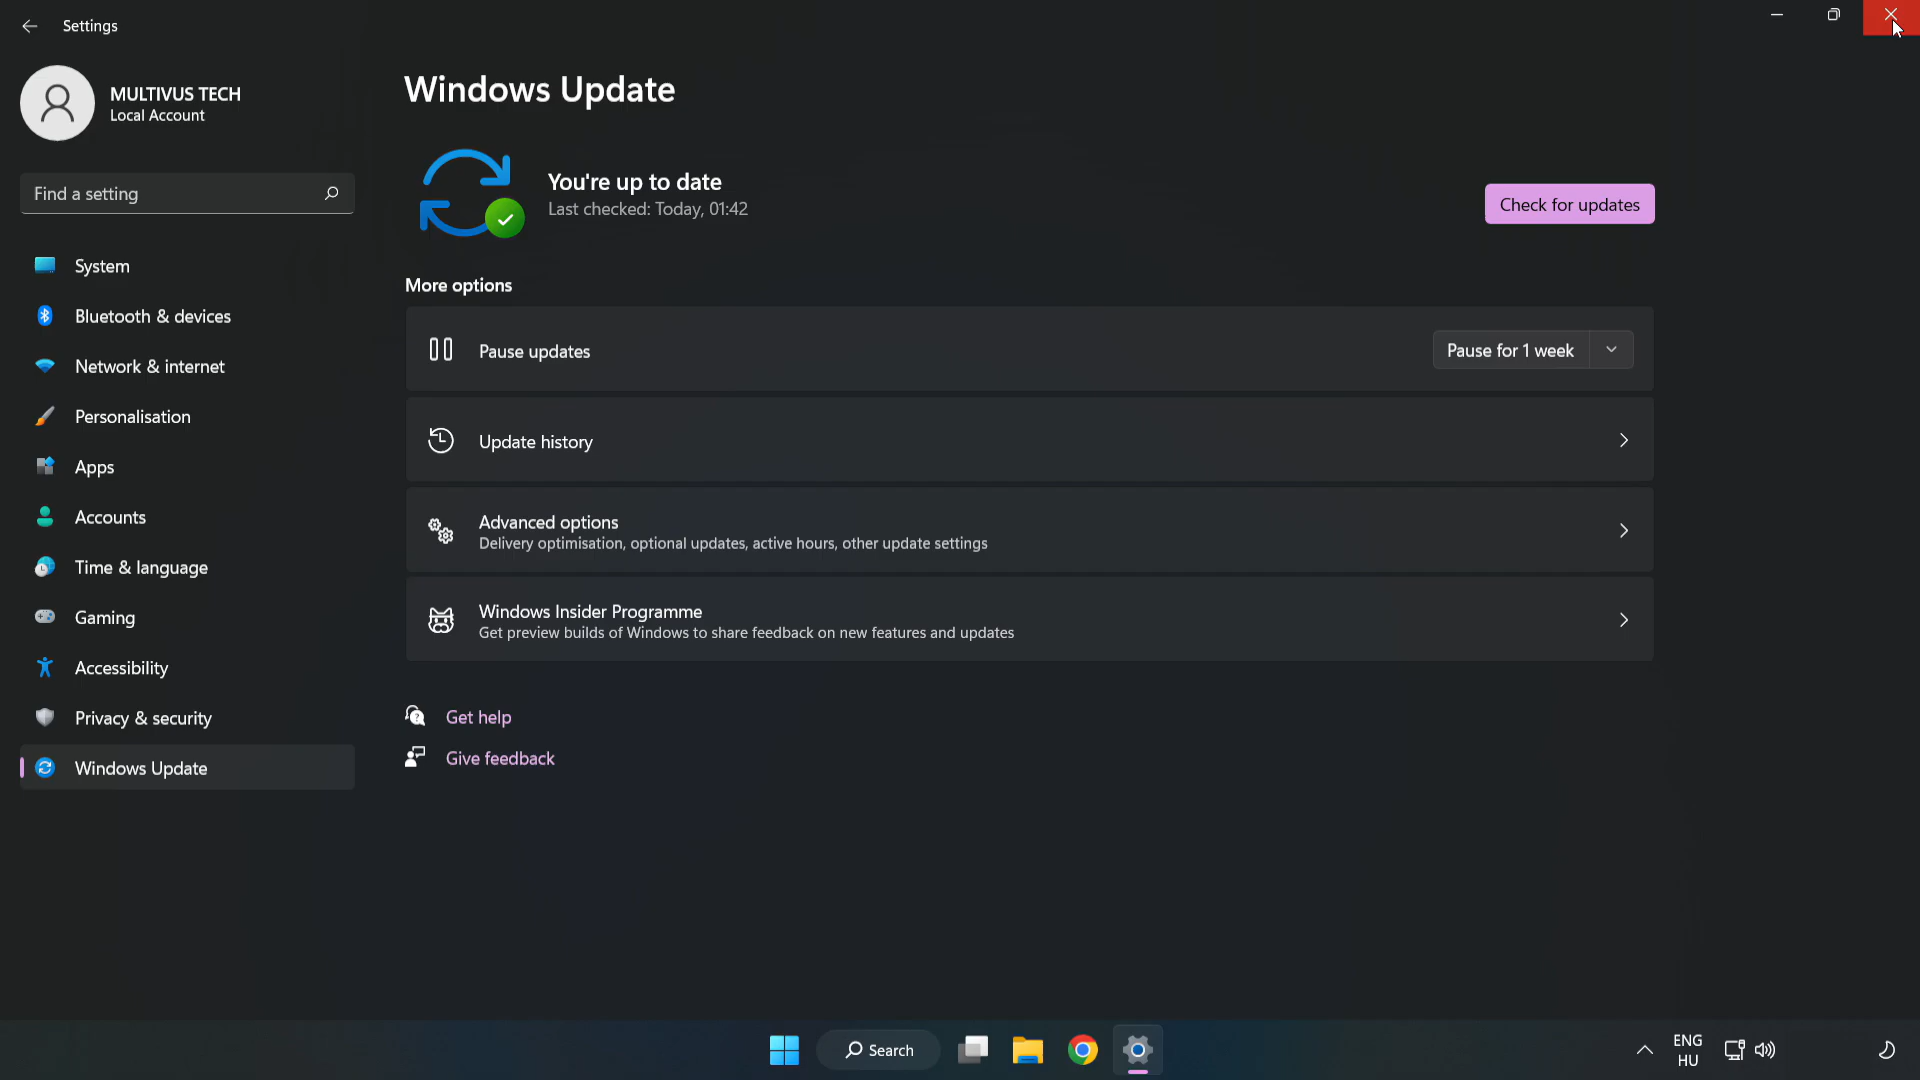 Settings
MULTIVUS TECH
Local Account
Find a setting
System
Bluetooth & devices
Network & internet
Personalisation
Apps
Accounts
Time & language
Gaming
Accessibility
Privacy & security
Windows Update
Windows Update
You're up to date
Last checked: Today, 01:42
Check for updates
More options
Pause updates
Pause for 1 week
Update history
Advanced options
Delivery optimisation, optional updates, active hours, other update settings
Windows Insider Programme
Get preview builds of Windows to share feedback on new features and updates
Get help
Give feedback
Search
ENG
HU